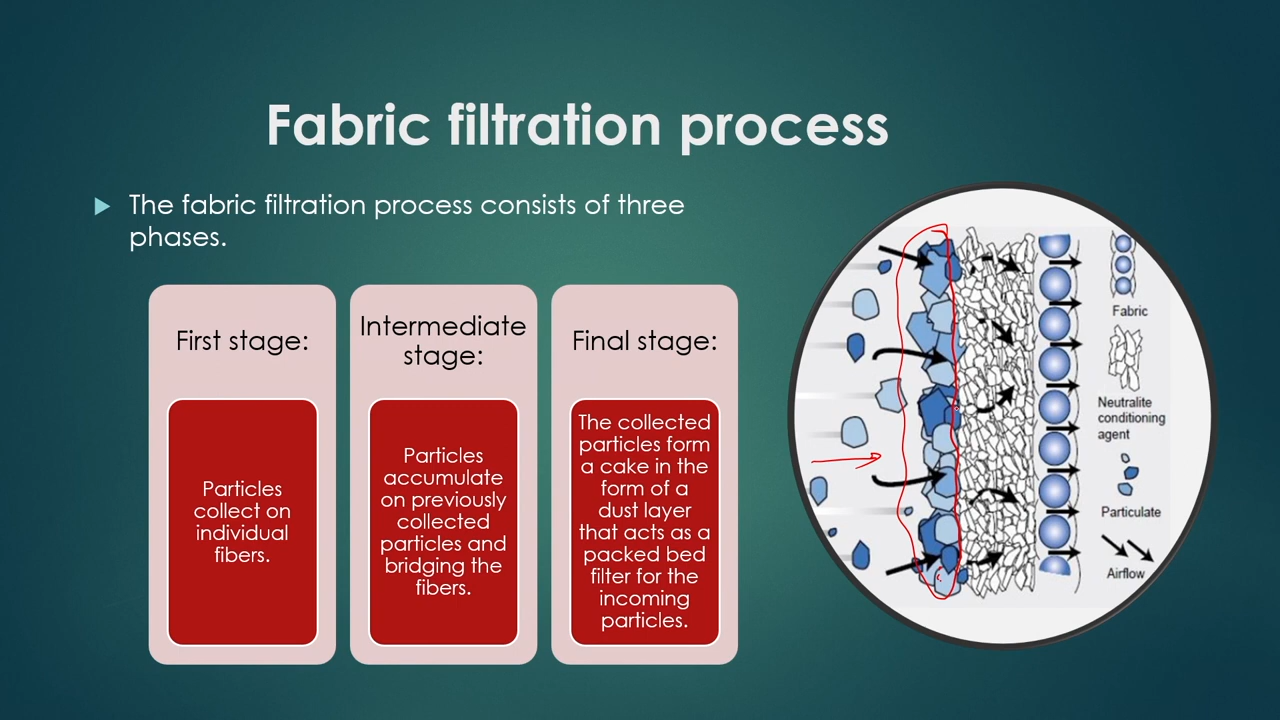 Fabric filtration process
The fabric filtration process consists of three
phases.
First stage:
Particles
collect on
individual
fibers.
Intermediate
stage:
Particles
accumulate
on previously
collected
particles and
bridging the
fibers.
Final stage:
The collected
particles form
a cake in the
form of a
dust layer
that acts as a
packed bed
filter for the
incoming
particles.
Fabric
Neutralite
conditioning
agent
Particulate
Airflow